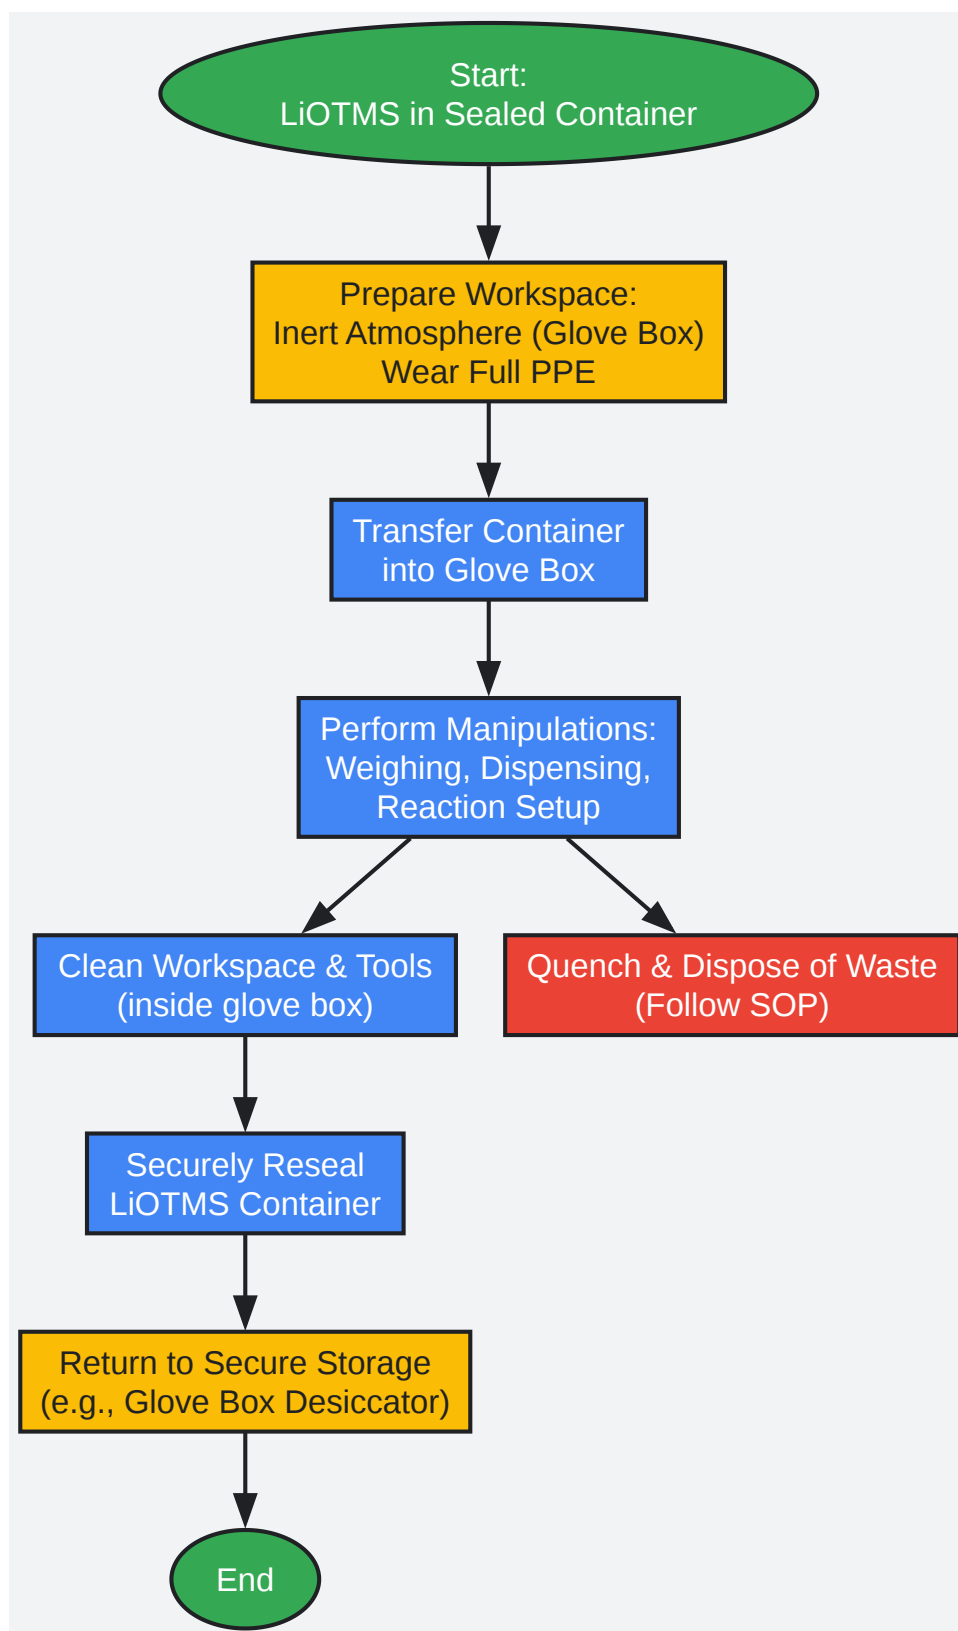 Start:
LiOTMS in Sealed Container
Prepare Workspace:
Inert Atmosphere (Glove Box)
Wear Full PPE
Transfer Container
into Glove Box
Perform Manipulations:
Weighing, Dispensing,
Reaction Setup
Clean Workspace & Tools
(inside glove box)
Quench & Dispose of Waste
(Follow SOP)
Securely Reseal
LiOTMS Container
Return to Secure Storage
(e.g., Glove Box Desiccator)
End